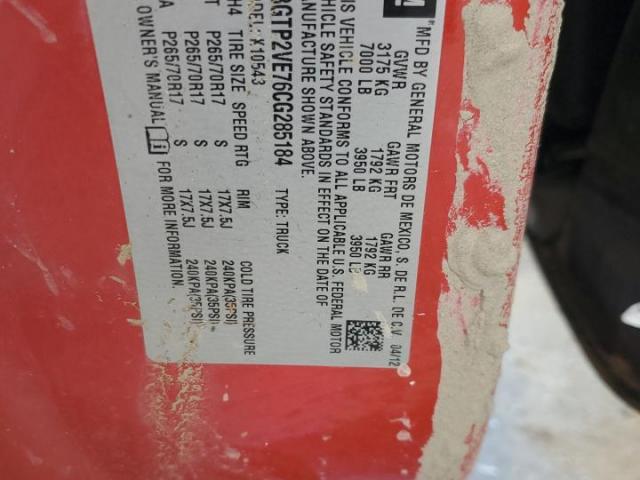 GM
MFD BY GENERAL MOTORS DE MEXICO, S. DE R.L. DE C.V 04/12
GVWR GAWR FRT GAWR RR
3175 KG 1792 KG 1792 KG
7000 LB 3950 LB 3950 LB
THIS VEHICLE CONFORMS TO ALL APPLICABLE U.S. FEDERAL MOTOR
VEHICLE SAFETY STANDARDS IN EFFECT ON THE DATE OF
MANUFACTURE SHOWN ABOVE.
3GTP2VE76CG285184 TYPE: TRUCK
MODEL: X10543
TIRE SIZE SPEED RTG RIM COLD TIRE PRESSURE
P265/70R17 S 17X7.5J 240KPA(35PSI)
P265/70R17 S 17X7.5J 240KPA(35PSI)
P265/70R17 S 17X7.5J 240KPA(35PSI)
OWNER'S MANUAL FOR MORE INFORMATION.